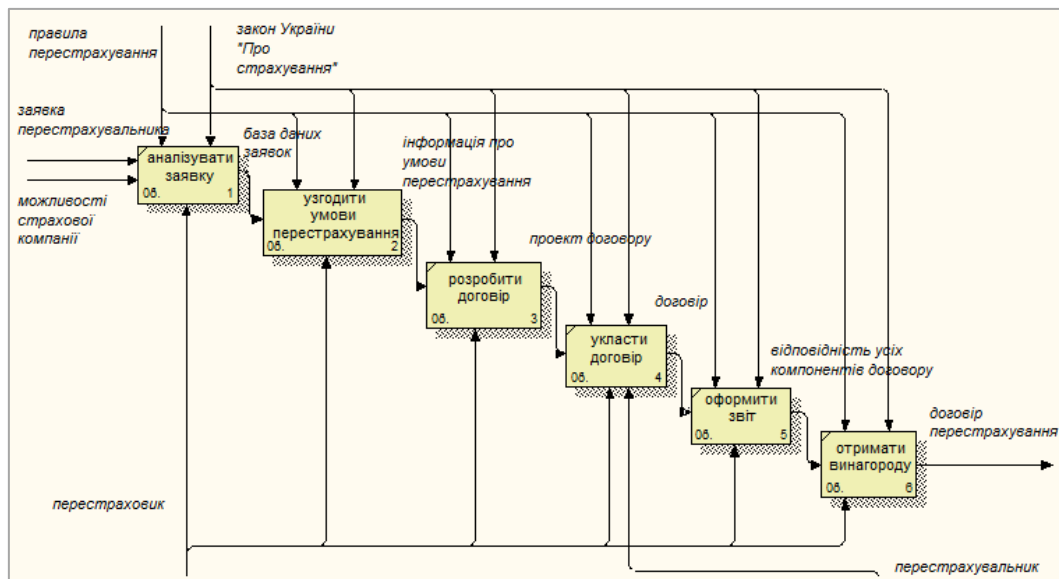 правила
перестрахування
закон України
"Про
страхування"
заявка
перестрахувальника
база даних
заявок
інформація про
умови
перестрахування
аналізувати
заявку
0б.
1
можливості
страхової
компанії
узгодити
умови
перестрахування
0б.
2
проект договору
розробити
договір
0б.
3
договір
укласти
договір
0б.
4
відповідність усіх
компонентів договору
оформити
звіт
0б.
5
договір
перестрахування
отримати
винагороду
0б.
6
перестраховик
перестрахувальник